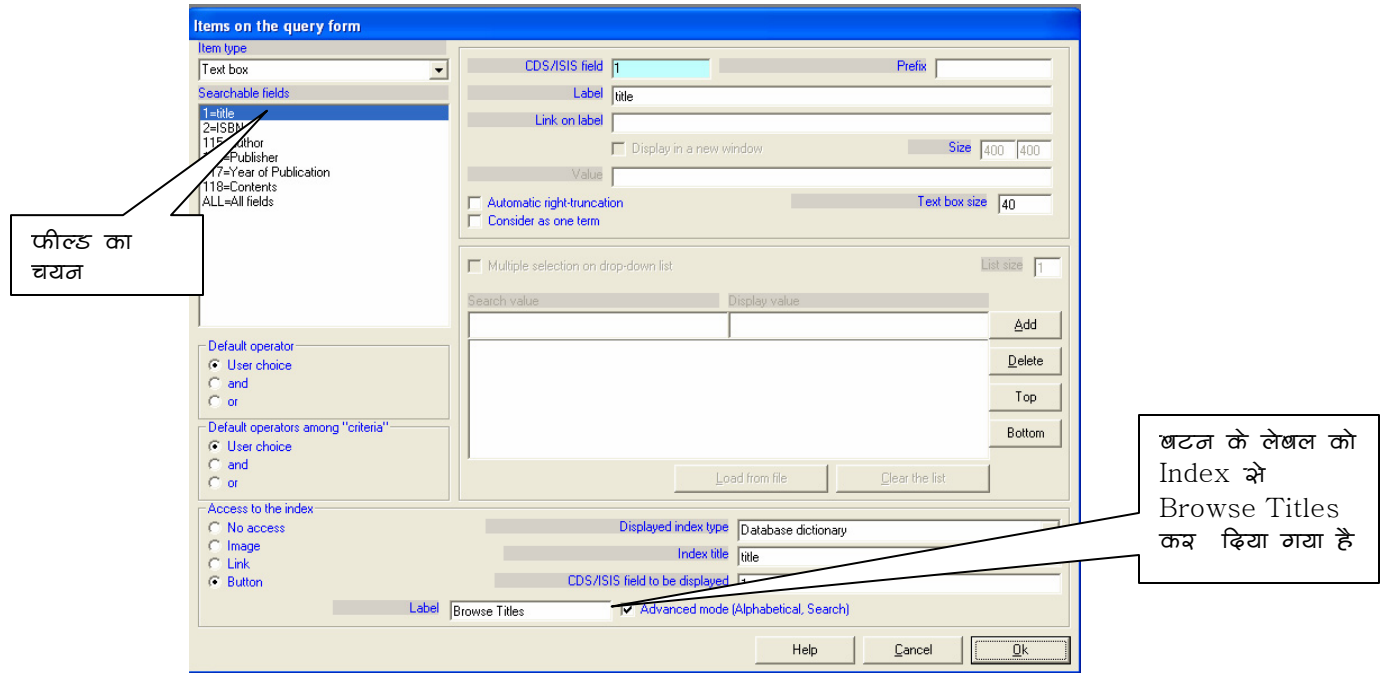 Items on the query form
Item type
Text box
Searchable fields
1=title
2=ISBN
Author
=Publisher
7=Year of Publication
118=Contents
ALL=All fields
फील्ड का
चयन
Default operator
User choice
and
or
Default operators among "criteria"
User choice
and
or
Access to the index
No access
Image
Link
Button
CDS/ISIS field 1 Prefix
Label title
Link on label
Display in a new window Size 400 400
Value
Automatic right-truncation Text box size 40
Consider as one term
Multiple selection on drop-down list List size 1
Search value Display value
Add
Delete
Top
Bottom
Load from file Clear the list
Displayed index type Database dictionary
Index title title
CDS/ISIS field to be displayed
Label Browse Titles Advanced mode (Alphabetical, Search)
बटन के लेबल को
Index से
Browse Titles
कर दिया गया है
Help Cancel Ok